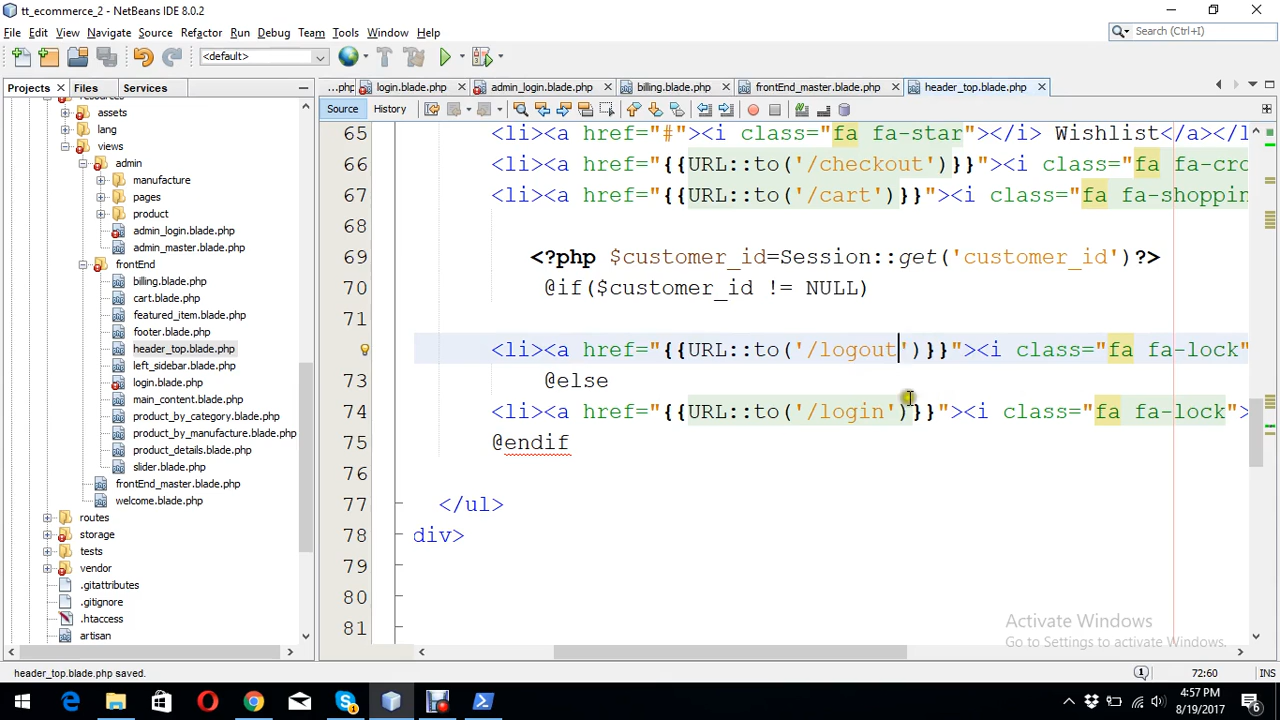 tt_ecommerce_2 - NetBeans IDE 8.0.2
File Edit View Navigate Source Refactor Run Debug Team Tools Window Help
Search (Ctrl+I)
<default>
Projects Files Services
...php login.blade.php admin_login.blade.php billing.blade.php frontEnd_master.blade.php header_top.blade.php
Source History
assets
lang
views
admin
manufacture
pages
product
admin_login.blade.php
admin_master.blade.php
frontEnd
billing.blade.php
cart.blade.php
featured_item.blade.php
footer.blade.php
header_top.blade.php
left_sidebar.blade.php
login.blade.php
main_content.blade.php
product_by_category.blade.php
product_by_manufacture.blade.php
product_details.blade.php
slider.blade.php
frontEnd_master.blade.php
welcome.blade.php
routes
storage
tests
vendor
.gitattributes
.gitignore
.htaccess
artisan
65 <li><a href="#"><i class="fa fa-star"></i> Wishlist</a></l
66 <li><a href="{{URL::to('/checkout')}}"><i class="fa fa-cro
67 <li><a href="{{URL::to('/cart')}}"><i class="fa fa-shoppin
68
69 <?php $customer_id=Session::get('customer_id')?>
70 @if($customer_id != NULL)
71
<li><a href="{{URL::to('/logout')}}"><i class="fa fa-lock"
73 @else
74 <li><a href="{{URL::to('/login')}}"><i class="fa fa-lock">
75 @endif
76
77 </ul>
78 div>
79
80
81
Activate Windows
Go to Settings to activate Windows.
header_top.blade.php saved.
1
72:60 INS
4:57 PM
8/19/2017
6